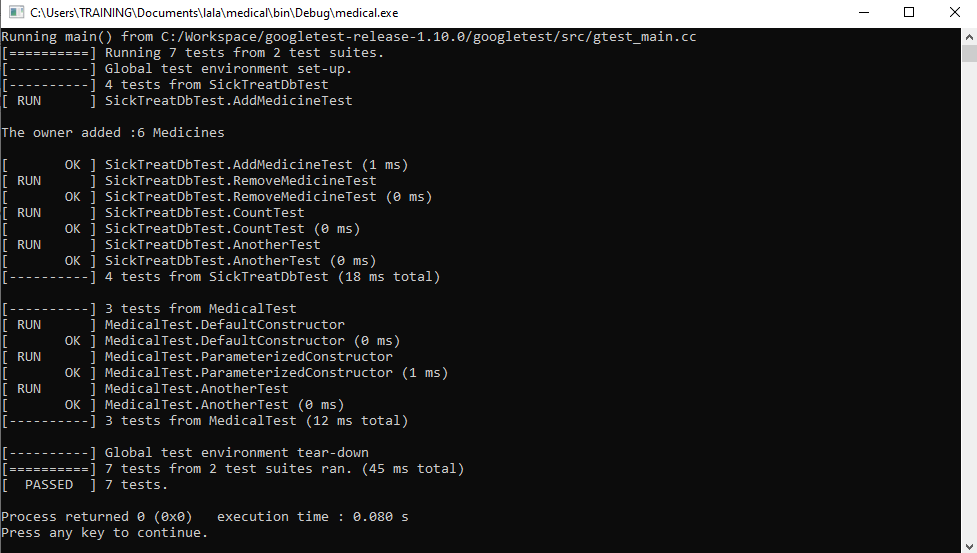 C:\Users\TRAINING\Documents\lala\medical\bin\Debug\medical.exe
Running main() from C:/Workspace/googletest-release-1.10.0/googletest/src/gtest_main.cc
[==========] Running 7 tests from 2 test suites.
[----------] Global test environment set-up.
[----------] 4 tests from SickTreatDbTest
[ RUN      ] SickTreatDbTest.AddMedicineTest
The owner added :6 Medicines
[       OK ] SickTreatDbTest.AddMedicineTest (1 ms)
[ RUN      ] SickTreatDbTest.RemoveMedicineTest
[       OK ] SickTreatDbTest.RemoveMedicineTest (0 ms)
[ RUN      ] SickTreatDbTest.CountTest
[       OK ] SickTreatDbTest.CountTest (0 ms)
[ RUN      ] SickTreatDbTest.AnotherTest
[       OK ] SickTreatDbTest.AnotherTest (0 ms)
[----------] 4 tests from SickTreatDbTest (18 ms total)
[----------] 3 tests from MedicalTest
[ RUN      ] MedicalTest.DefaultConstructor
[       OK ] MedicalTest.DefaultConstructor (0 ms)
[ RUN      ] MedicalTest.ParameterizedConstructor
[       OK ] MedicalTest.ParameterizedConstructor (1 ms)
[ RUN      ] MedicalTest.AnotherTest
[       OK ] MedicalTest.AnotherTest (0 ms)
[----------] 3 tests from MedicalTest (12 ms total)
[----------] Global test environment tear-down
[==========] 7 tests from 2 test suites ran. (45 ms total)
[  PASSED  ] 7 tests.
Process returned 0 (0x0)   execution time : 0.080 s
Press any key to continue.